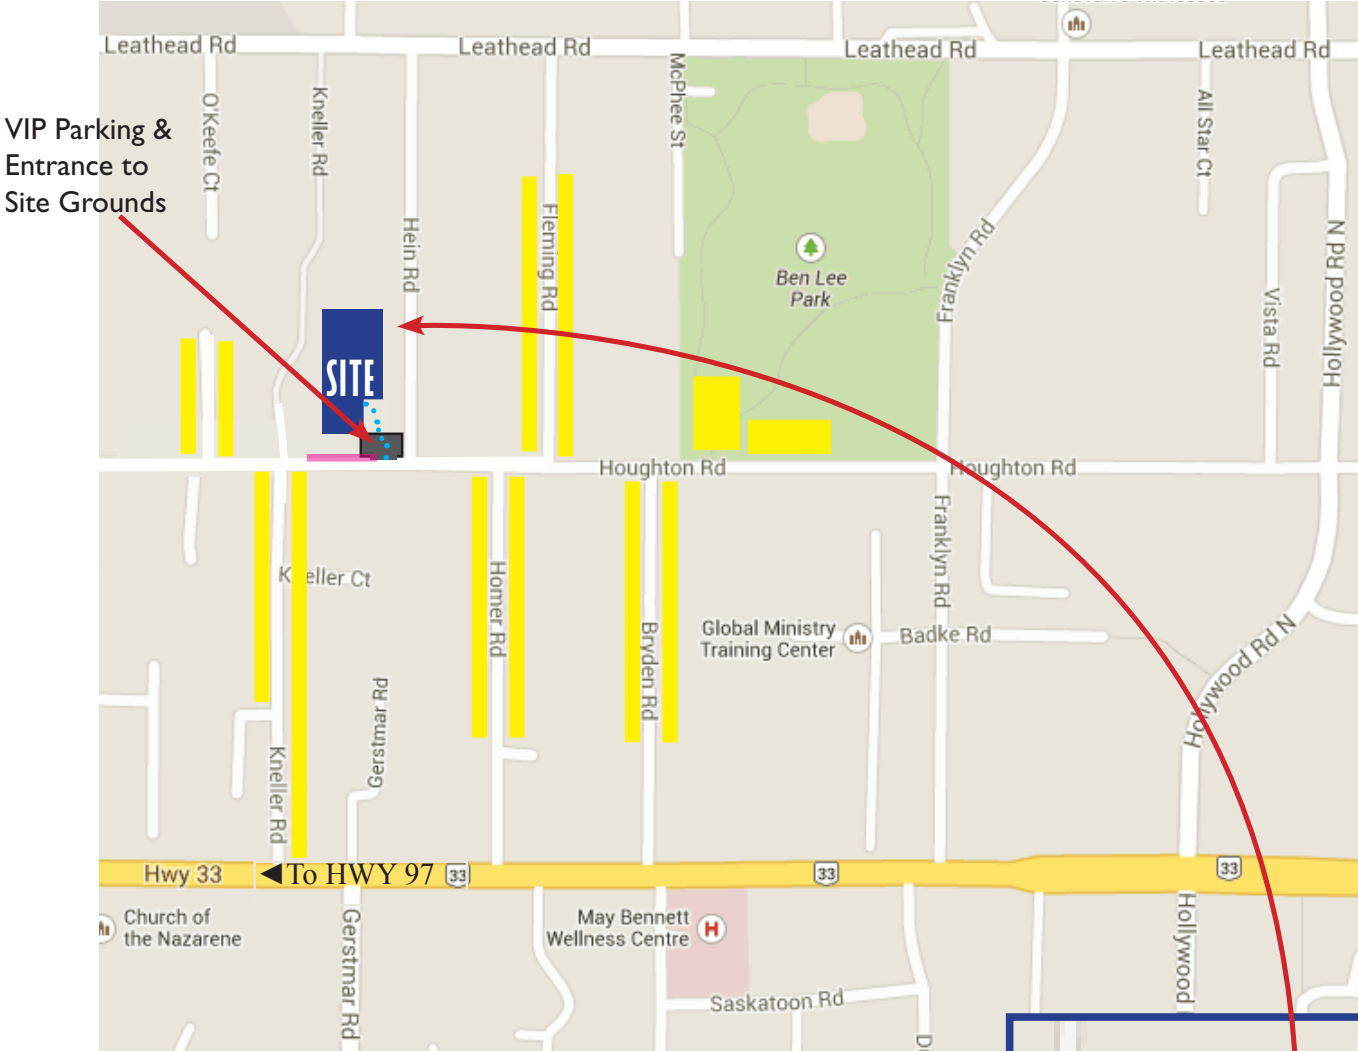 Leathead Rd
Leathead Rd
Leathead Rd
Leathead Rd
VIP Parking &
Entrance to
Site Grounds
O'Keefe Ct
Kneller Rd
Hein Rd
Fleming Rd
McPhee St
Ben Lee
Park
Franklyn Rd
All Star Ct
Vista Rd
Hollywood Rd N
SITE
Houghton Rd
Houghton Rd
Kneller Ct
Homer Rd
Bryden Rd
Franklyn Rd
Global Ministry
Training Center
Badke Rd
Hollywood Rd N
Gerstmar Rd
Kneller Rd
Hwy 33
To HWY 97
33
33
33
Church of
the Nazarene
Gerstmar Rd
May Bennett
Wellness Centre
H
Hollywood
Saskatoon Rd